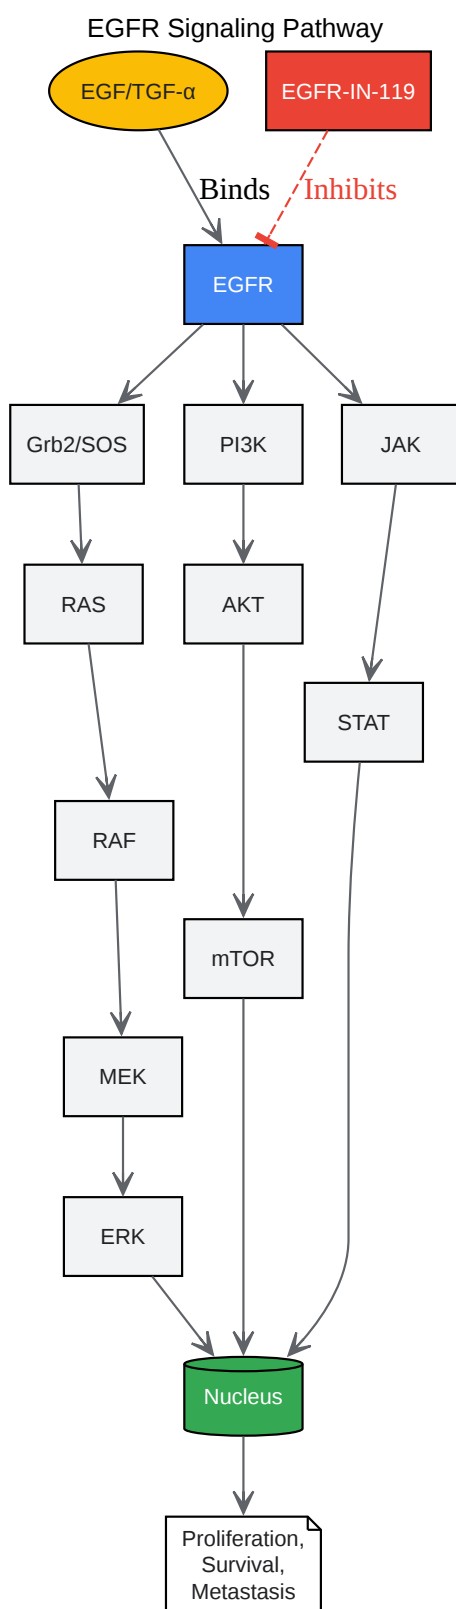 EGFR Signaling Pathway
EGF/TGF-α
EGFR-IN-119
Binds
Inhibits
EGFR
Grb2/SOS
PI3K
JAK
RAS
AKT
STAT
RAF
mTOR
MEK
ERK
Nucleus
Proliferation,
Survival,
Metastasis